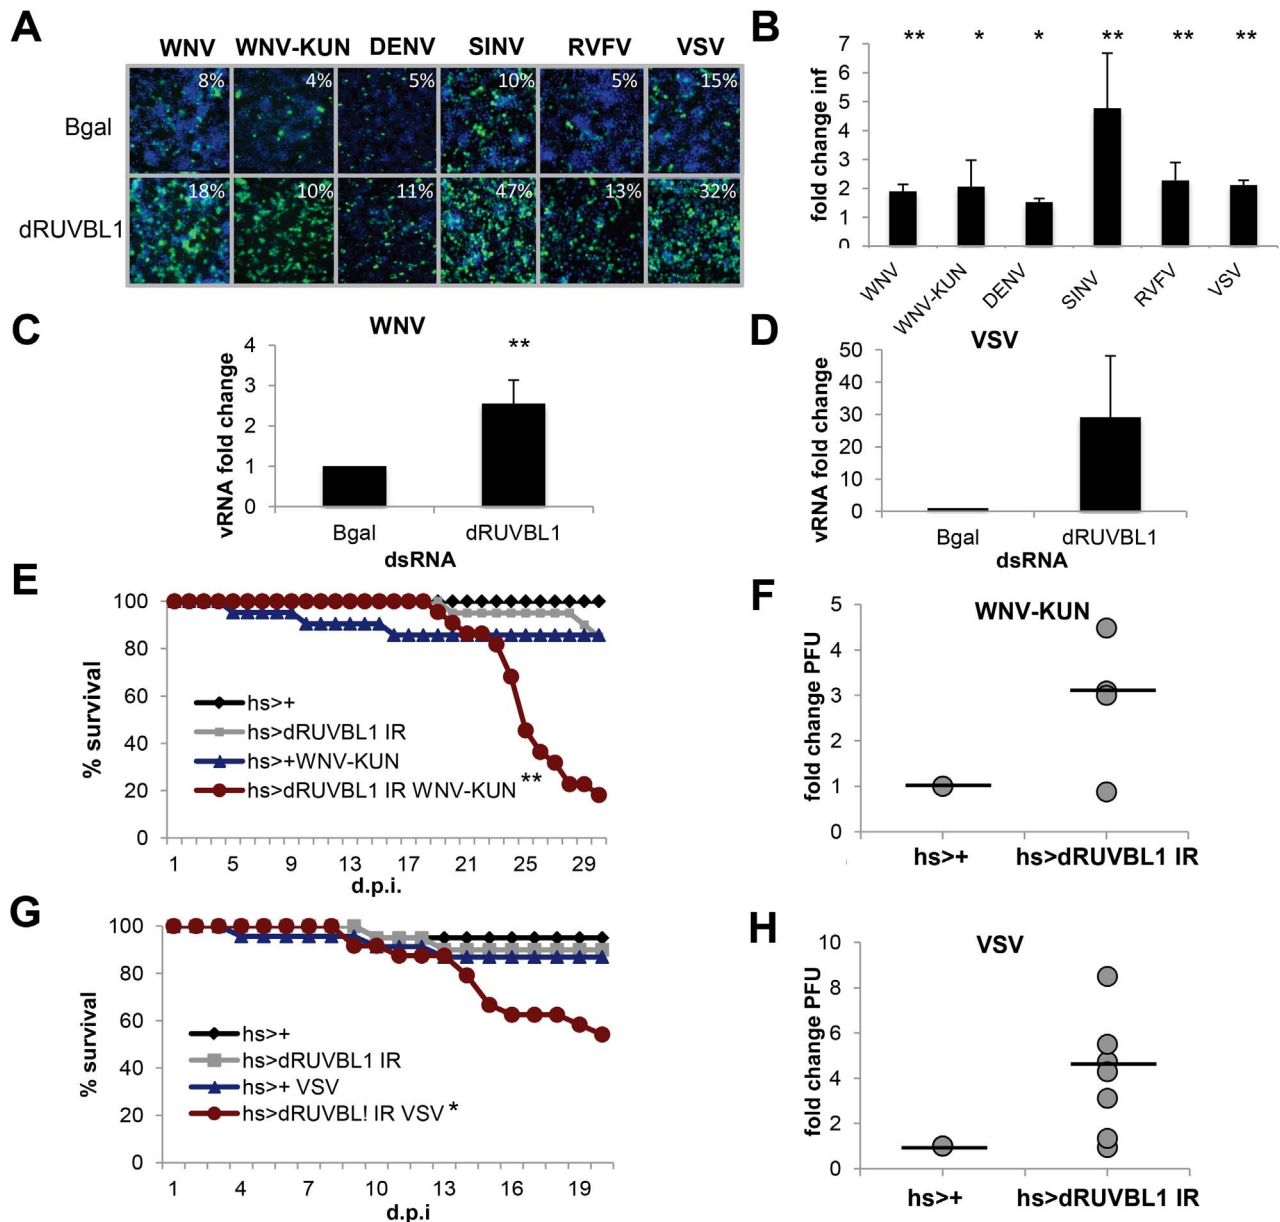 A
WNV WNV-KUN DENV SINV RVFV VSV
Bgal
8% 4% 5% 10% 5% 15%
dRUVBL1
18% 10% 11% 47% 13% 32%
B
fold change inf
7
6
5
4
3
2
1
0
** * * ** ** **
WNV
WNV-KUN
DENV
SINV
RVFV
VSV
C
WNV
vRNA fold change
4
3
2
1
0
**
Bgal dRUVBL1
dsRNA
D
VSV
vRNA fold change
50
40
30
20
10
0
Bgal dRUVBL1
dsRNA
E
% survival
100
80
60
40
20
0
hs>+
hs>dRUVBL1 IR
hs>+WNV-KUN
hs>dRUVBL1 IR WNV-KUN **
1 5 9 13 17 21 25 29
d.p.i.
F
WNV-KUN
fold change PFU
5
4
3
2
1
0
hs>+ hs>dRUVBL1 IR
G
% survival
100
80
60
40
20
0
hs>+
hs>dRUVBL1 IR
hs>+ VSV
hs>dRUVBL! IR VSV *
1 4 7 10 13 16 19
d.p.i
H
VSV
fold change PFU
10
8
6
4
2
0
hs>+ hs>dRUVBL1 IR